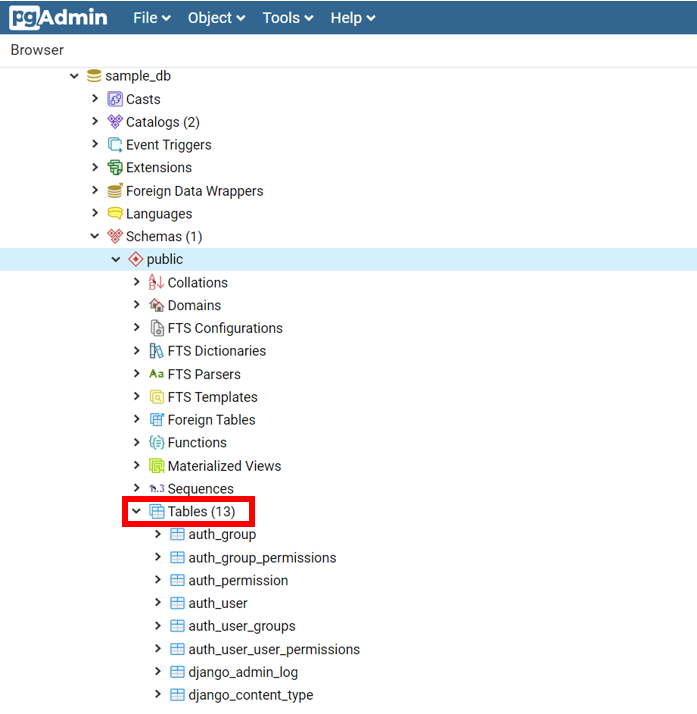 pgAdmin File Object Tools Help
Browser
sample_db
Casts
Catalogs (2)
Event Triggers
Extensions
Foreign Data Wrappers
Languages
Schemas (1)
public
Collations
Domains
FTS Configurations
FTS Dictionaries
Aa FTS Parsers
FTS Templates
Foreign Tables
Functions
Materialized Views
1..3 Sequences
Tables (13)
auth_group
auth_group_permissions
auth_permission
auth_user
auth_user_groups
auth_user_user_permissions
django_admin_log
django_content_type